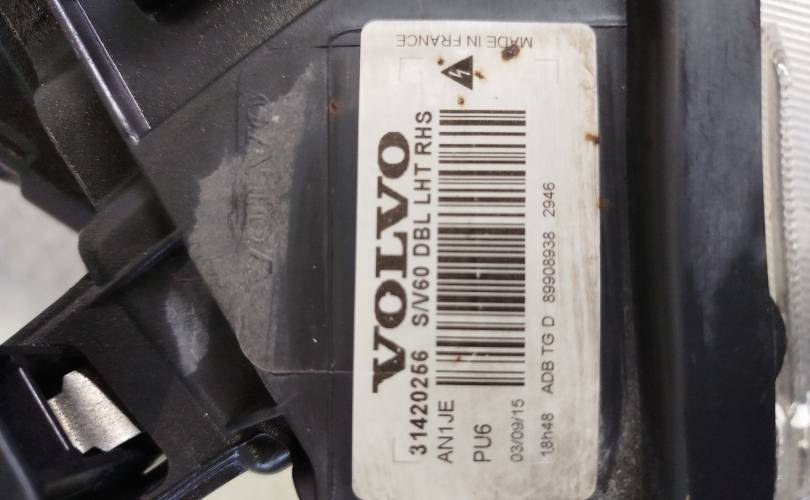 MADE IN FRANCE
VOLVO
31420256 S/V60 DBL LHT RHS
AN1JE
PU6
03/09/15
18h48 ADB TG D 89908938 2946